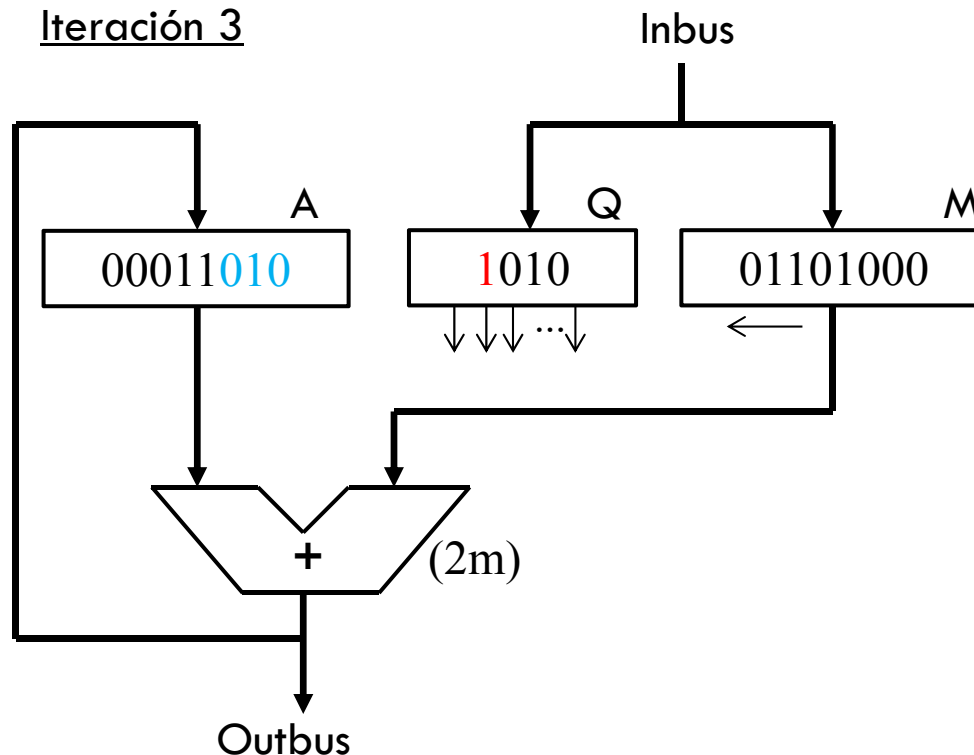 Iteración 3
Inbus
A
Q
M
00011010
1010
01101000
...
+
(2m)
Outbus